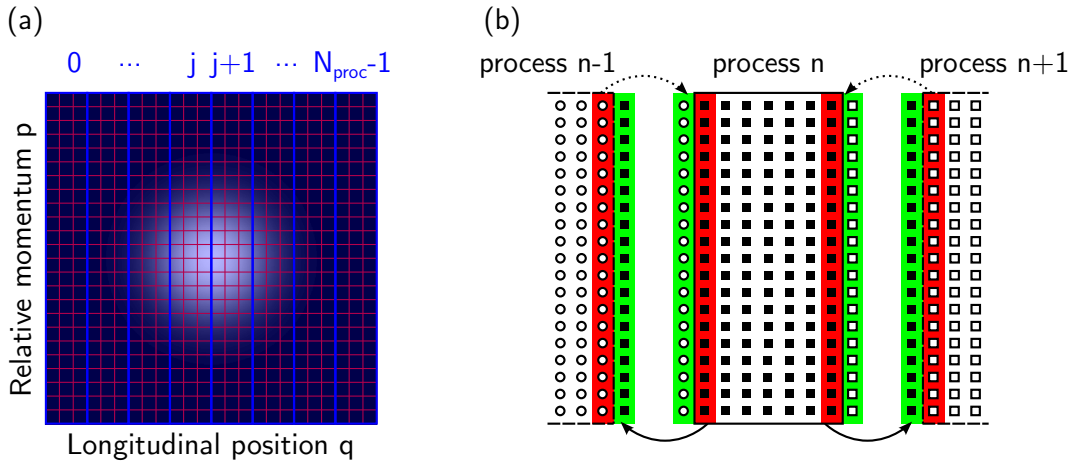 (a)
0 ... j j+1 ... Nproc-1
Relative momentum p
Longitudinal position q
(b)
process n-1 process n process n+1